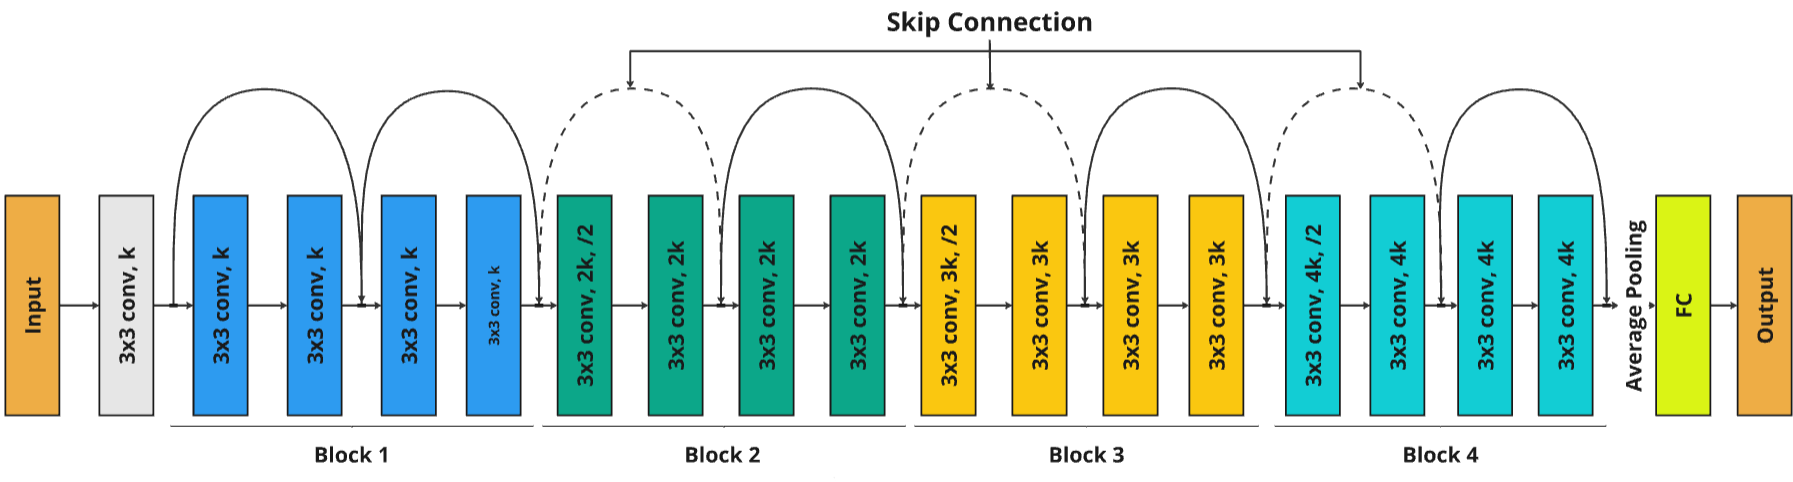 Skip Connection
Input
3x3 conv, k
3x3 conv, k
3x3 conv, k
3x3 conv, k
3x3 conv, k
3x3 conv, 2k, /2
3x3 conv, 2k
3x3 conv, 2k
3x3 conv, 2k
3x3 conv, 3k, /2
3x3 conv, 3k
3x3 conv, 3k
3x3 conv, 3k
3x3 conv, 4k, /2
3x3 conv, 4k
3x3 conv, 4k
3x3 conv, 4k
Average Pooling
FC
Output
Block 1
Block 2
Block 3
Block 4